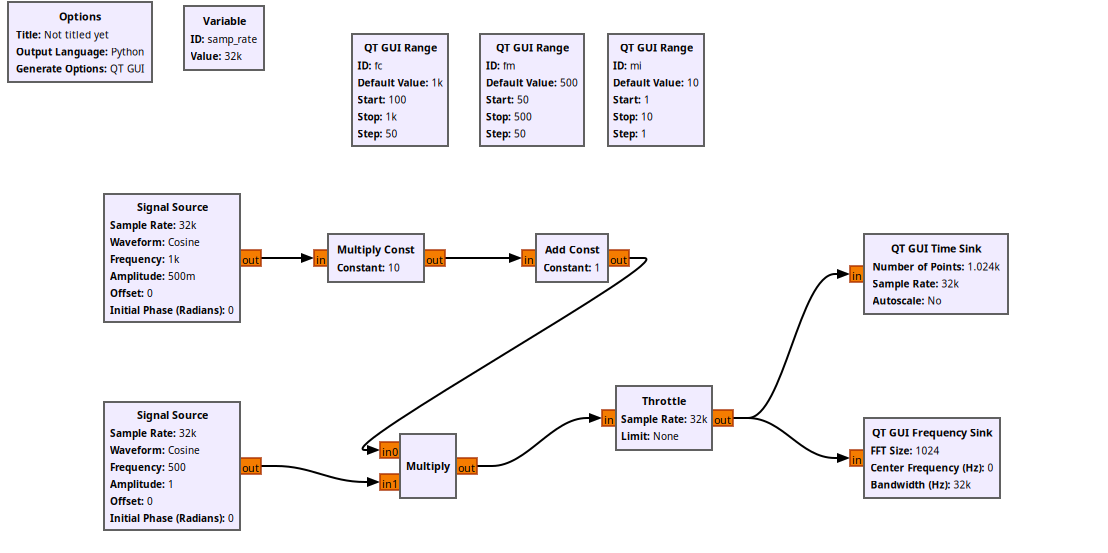 Options
Title: Not titled yet
Output Language: Python
Generate Options: QT GUI
Variable
ID: samp_rate
Value: 32k
QT GUI Range
ID: fc
Default Value: 1k
Start: 100
Stop: 1k
Step: 50
QT GUI Range
ID: fm
Default Value: 500
Start: 50
Stop: 500
Step: 50
QT GUI Range
ID: mi
Default Value: 10
Start: 1
Stop: 10
Step: 1
Signal Source
Sample Rate: 32k
Waveform: Cosine
Frequency: 1k
Amplitude: 500m
Offset: 0
Initial Phase (Radians): 0
out
in
Multiply Const
Constant: 10
out
in
Add Const
Constant: 1
out
Signal Source
Sample Rate: 32k
Waveform: Cosine
Frequency: 500
Amplitude: 1
Offset: 0
Initial Phase (Radians): 0
out
in0
in1
Multiply
out
in
Throttle
Sample Rate: 32k
Limit: None
out
in
QT GUI Time Sink
Number of Points: 1.024k
Sample Rate: 32k
Autoscale: No
in
QT GUI Frequency Sink
FFT Size: 1024
Center Frequency (Hz): 0
Bandwidth (Hz): 32k